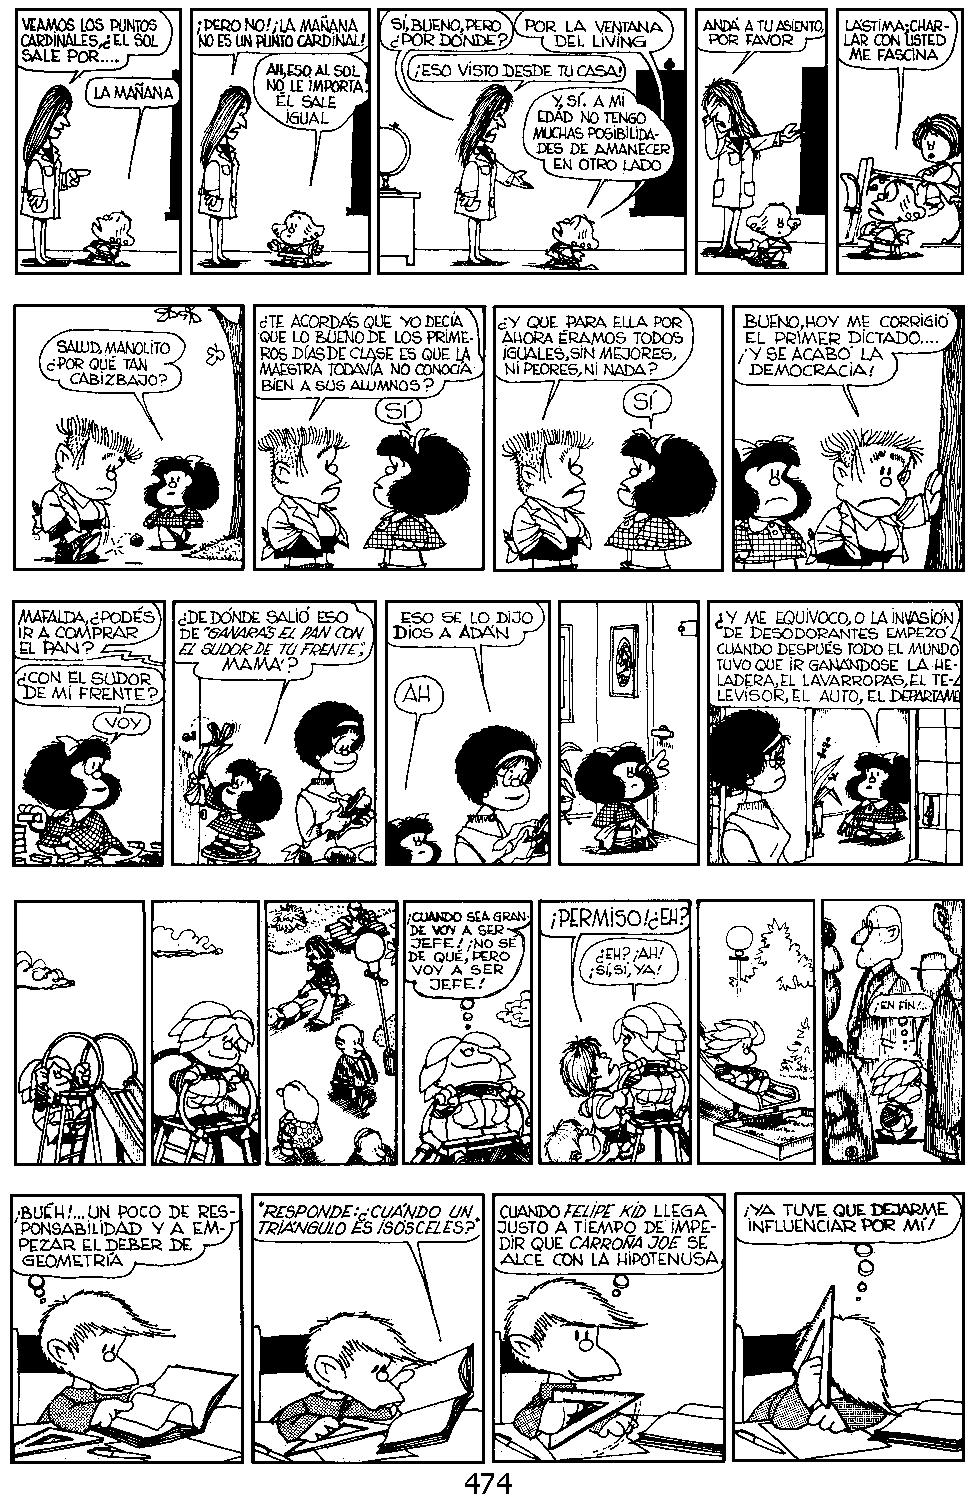 VEAMOS LOS PUNTOS
CARDINALES, ¿EL SOL
SALE POR....
LA MAÑANA
¡PERO NO! ¡LA MAÑANA
NO ES UN PUNTO CARDINAL!
AH, ESO AL SOL
NO LE IMPORTA.
ÉL SALE
IGUAL
SÍ, BUENO, PERO
¿POR DÓNDE?
POR LA VENTANA
DEL LIVING
¡ESO VISTO DESDE TU CASA!
Y, SÍ. A MI
EDAD NO TENGO
MUCHAS POSIBILIDA-
DES DE AMANECER
EN OTRO LADO
ANDÁ A TU ASIENTO,
POR FAVOR
LASTIMA; CHAR-
LAR CON USTED
ME FASCINA
SALUD, MANOLITO
¿POR QUÉ TAN
CABIZBAJO?
¿TE ACORDÁS QUE YO DECÍA
QUE LO BUENO DE LOS PRIME-
ROS DÍAS DE CLASE ES QUE LA
MAESTRA TODAVÍA NO CONOCÍA
BIEN A SUS ALUMNOS?
SÍ
¿Y QUE PARA ELLA POR
AHORA ÉRAMOS TODOS
IGUALES, SIN MEJORES,
NI PEORES, NI NADA?
SÍ
BUENO, HOY ME CORRIGIÓ
EL PRIMER DICTADO....
¡Y SE ACABÓ LA
DEMOCRACIA!
MAFALDA, ¿PODÉS
IR A COMPRAR
EL PAN?
¿CON EL SUDOR
DE MI FRENTE?
VOY
¿DE DÓNDE SALIÓ ESO
DE "GANARÁS EL PAN CON
EL SUDOR DE TU FRENTE",
MAMÁ?
ESO SE LO DIJO
DIOS A ADÁN
AH
¿Y ME EQUIVOCO, O LA INVASIÓN
DE DESODORANTES EMPEZÓ
CUANDO DESPUÉS TODO EL MUNDO
TUVO QUE IR GANÁNDOSE LA HE-
LADERA, EL LAVARROPAS, EL TE-
LEVISOR, EL AUTO, EL DEPARTAME
¡CUANDO SEA GRAN-
DE VOY A SER
JEFE! ¡NO SÉ
DE QUÉ, PERO
VOY A SER
JEFE!
¡PERMISO! ¿EH?
¿EH? ¡AH!
¡SÍ, SÍ, YA!
¡EN FIN!..
¡BUÉH!... UN POCO DE RES-
PONSABILIDAD Y A EM-
PEZAR EL DEBER DE
GEOMETRÍA
"RESPONDE: ¿CUÁNDO UN
TRIÁNGULO ES ISÓSCELES?"
CUANDO FELIPE KID LLEGA
JUSTO A TIEMPO DE IMPE-
DIR QUE CARROÑA JOE SE
ALCE CON LA HIPOTENUSA
¡YA TUVE QUE DEJARME
INFLUENCIAR POR MÍ!
474